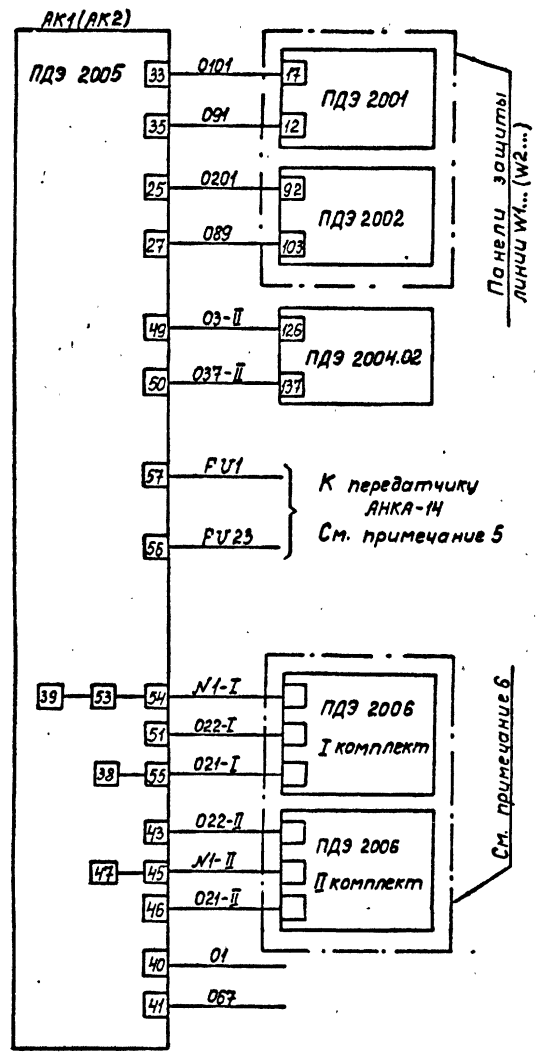 АК1(АК2)
ПДЭ 2005
33 0101 17
ПДЭ 2001
35 091 12
25 0201 92
ПДЭ 2002
27 089 103
Панели защиты
линии W1... (W2...)
49 03-II 126
ПДЭ 2004.02
50 037-II 137
57 FU1
К передатчику
АНКА-14
См. примечание 5
56 FU23
39 53 54 N1-I
ПДЭ 2006
I комплект
51 022-I
38 55 021-I
43 022-II
ПДЭ 2006
II комплект
47 45 N1-II
46 021-II
См. примечание 6
40 01
41 067